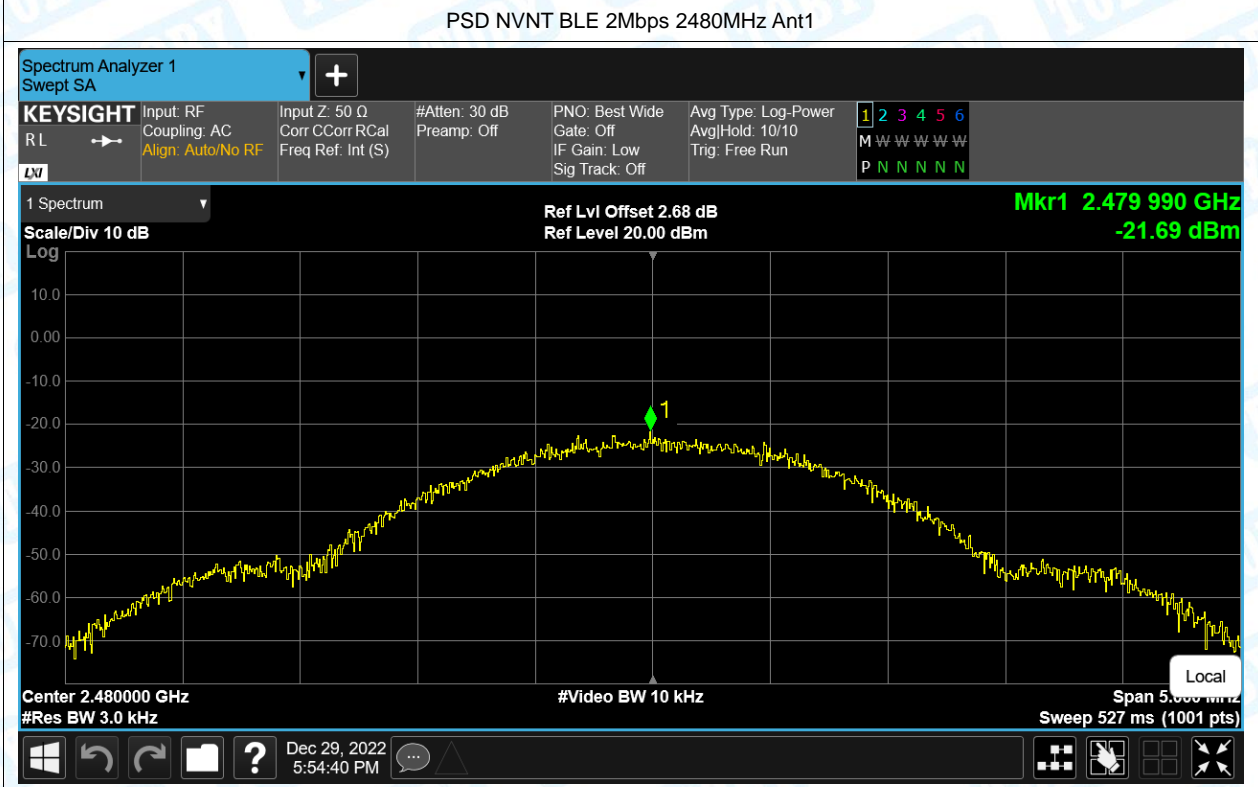 PSD NVNT BLE 2Mbps 2480MHz Ant1
Spectrum Analyzer 1
Swept SA
KEYSIGHT
R L
LXI
Input: RF
Coupling: AC
Align: Auto/No RF
Input Z: 50 Ω
Corr CCorr RCal
Freq Ref: Int (S)
#Atten: 30 dB
Preamp: Off
PNO: Best Wide
Gate: Off
IF Gain: Low
Sig Track: Off
Avg Type: Log-Power
Avg|Hold: 10/10
Trig: Free Run
1 2 3 4 5 6
M W W W W W
P N N N N N
1 Spectrum
Scale/Div 10 dB
Log
Ref Lvl Offset 2.68 dB
Ref Level 20.00 dBm
Mkr1 2.479 990 GHz
-21.69 dBm
10.0
0.00
-10.0
-20.0
-30.0
-40.0
-50.0
-60.0
-70.0
1
Local
Center 2.480000 GHz
#Res BW 3.0 kHz
#Video BW 10 kHz
Span 5.000 MHz
Sweep 527 ms (1001 pts)
Dec 29, 2022
5:54:40 PM